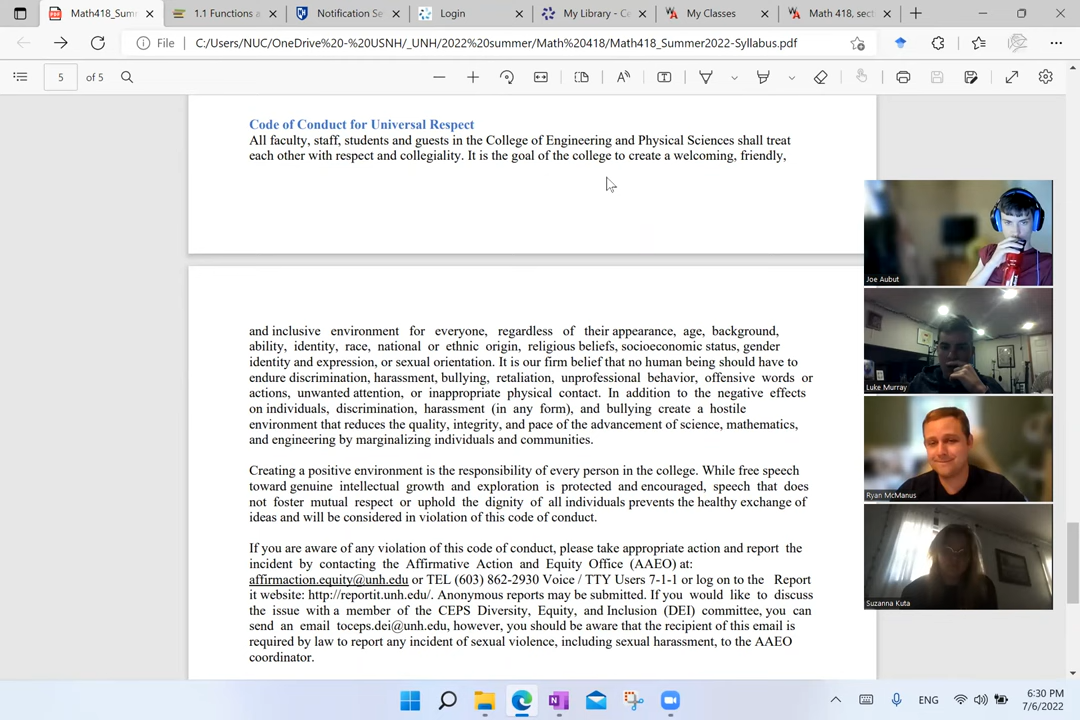 Math418_Summ
1.1 Functions a
Notification Se
Login
My Library - Ce
My Classes
Math 418, sect
File
C:/Users/NUC/OneDrive%20-%20USNH/_UNH/2022%20summer/Math%20418/Math418_Summer2022-Syllabus.pdf
5 of 5
Code of Conduct for Universal Respect
All faculty, staff, students and guests in the College of Engineering and Physical Sciences shall treat
each other with respect and collegiality. It is the goal of the college to create a welcoming, friendly,
and inclusive environment for everyone, regardless of their appearance, age, background,
ability, identity, race, national or ethnic origin, religious beliefs, socioeconomic status, gender
identity and expression, or sexual orientation. It is our firm belief that no human being should have to
endure discrimination, harassment, bullying, retaliation, unprofessional behavior, offensive words or
actions, unwanted attention, or inappropriate physical contact. In addition to the negative effects
on individuals, discrimination, harassment (in any form), and bullying create a hostile
environment that reduces the quality, integrity, and pace of the advancement of science, mathematics,
and engineering by marginalizing individuals and communities.
Creating a positive environment is the responsibility of every person in the college. While free speech
toward genuine intellectual growth and exploration is protected and encouraged, speech that does
not foster mutual respect or uphold the dignity of all individuals prevents the healthy exchange of
ideas and will be considered in violation of this code of conduct.
If you are aware of any violation of this code of conduct, please take appropriate action and report the
incident by contacting the Affirmative Action and Equity Office (AAEO) at:
affirmaction.equity@unh.edu or TEL (603) 862-2930 Voice / TTY Users 7-1-1 or log on to the Report
it website: http://reportit.unh.edu/. Anonymous reports may be submitted. If you would like to discuss
the issue with a member of the CEPS Diversity, Equity, and Inclusion (DEI) committee, you can
send an email toceps.dei@unh.edu, however, you should be aware that the recipient of this email is
required by law to report any incident of sexual violence, including sexual harassment, to the AAEO
coordinator.
Joe Aubut
Luke Murray
Ryan McManus
Suzanna Kuta
ENG
6:30 PM
7/6/2022